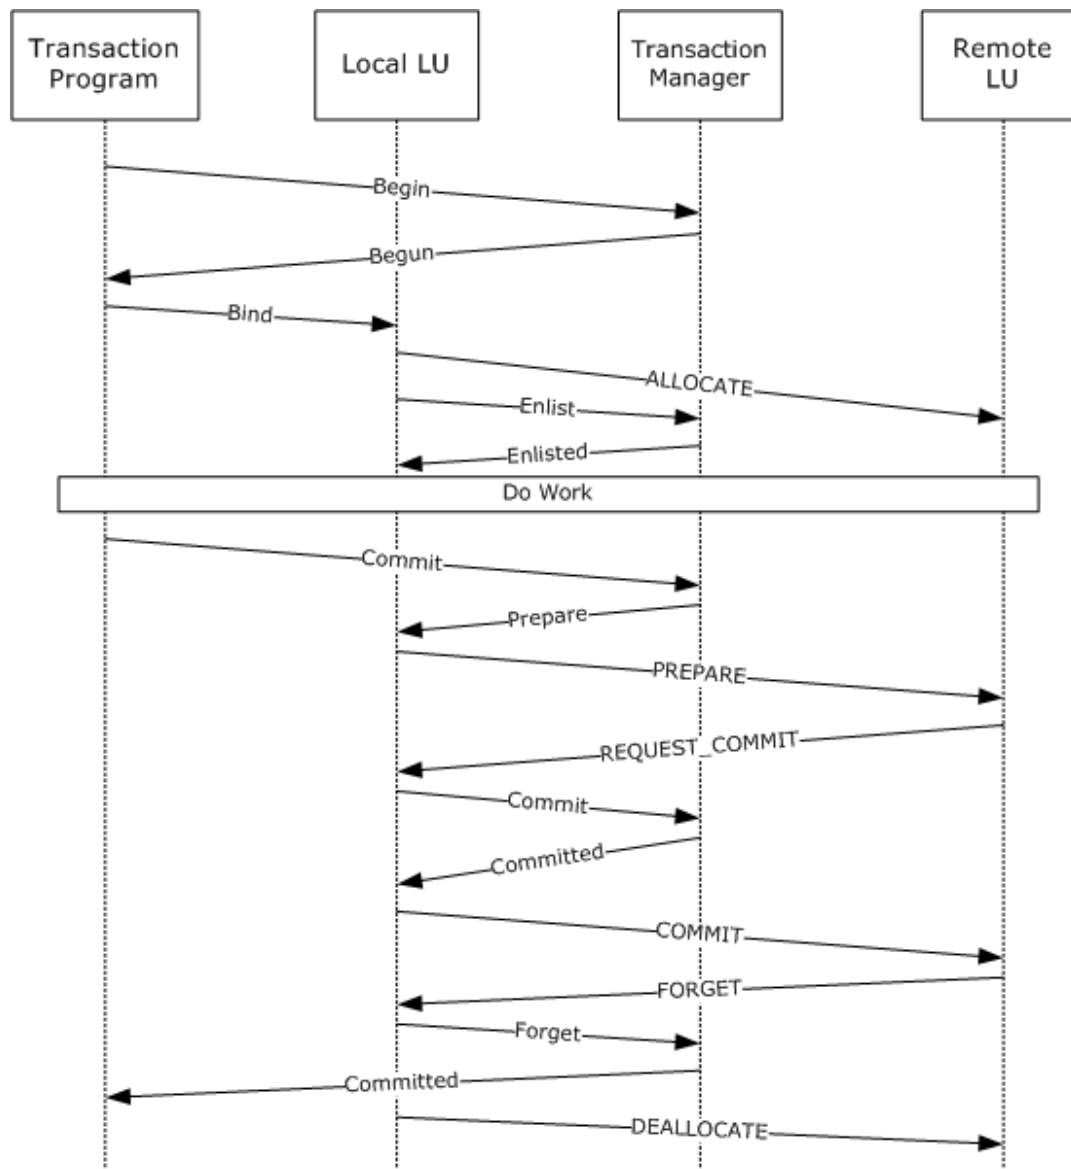 Transaction
Program
Local LU
Transaction
Manager
Remote
LU
Begin
Begun
Bind
ALLOCATE
Enlist
Enlisted
Do Work
Commit
Prepare
PREPARE
REQUEST_COMMIT
Commit
Committed
COMMIT
FORGET
Forget
Committed
DEALLOCATE